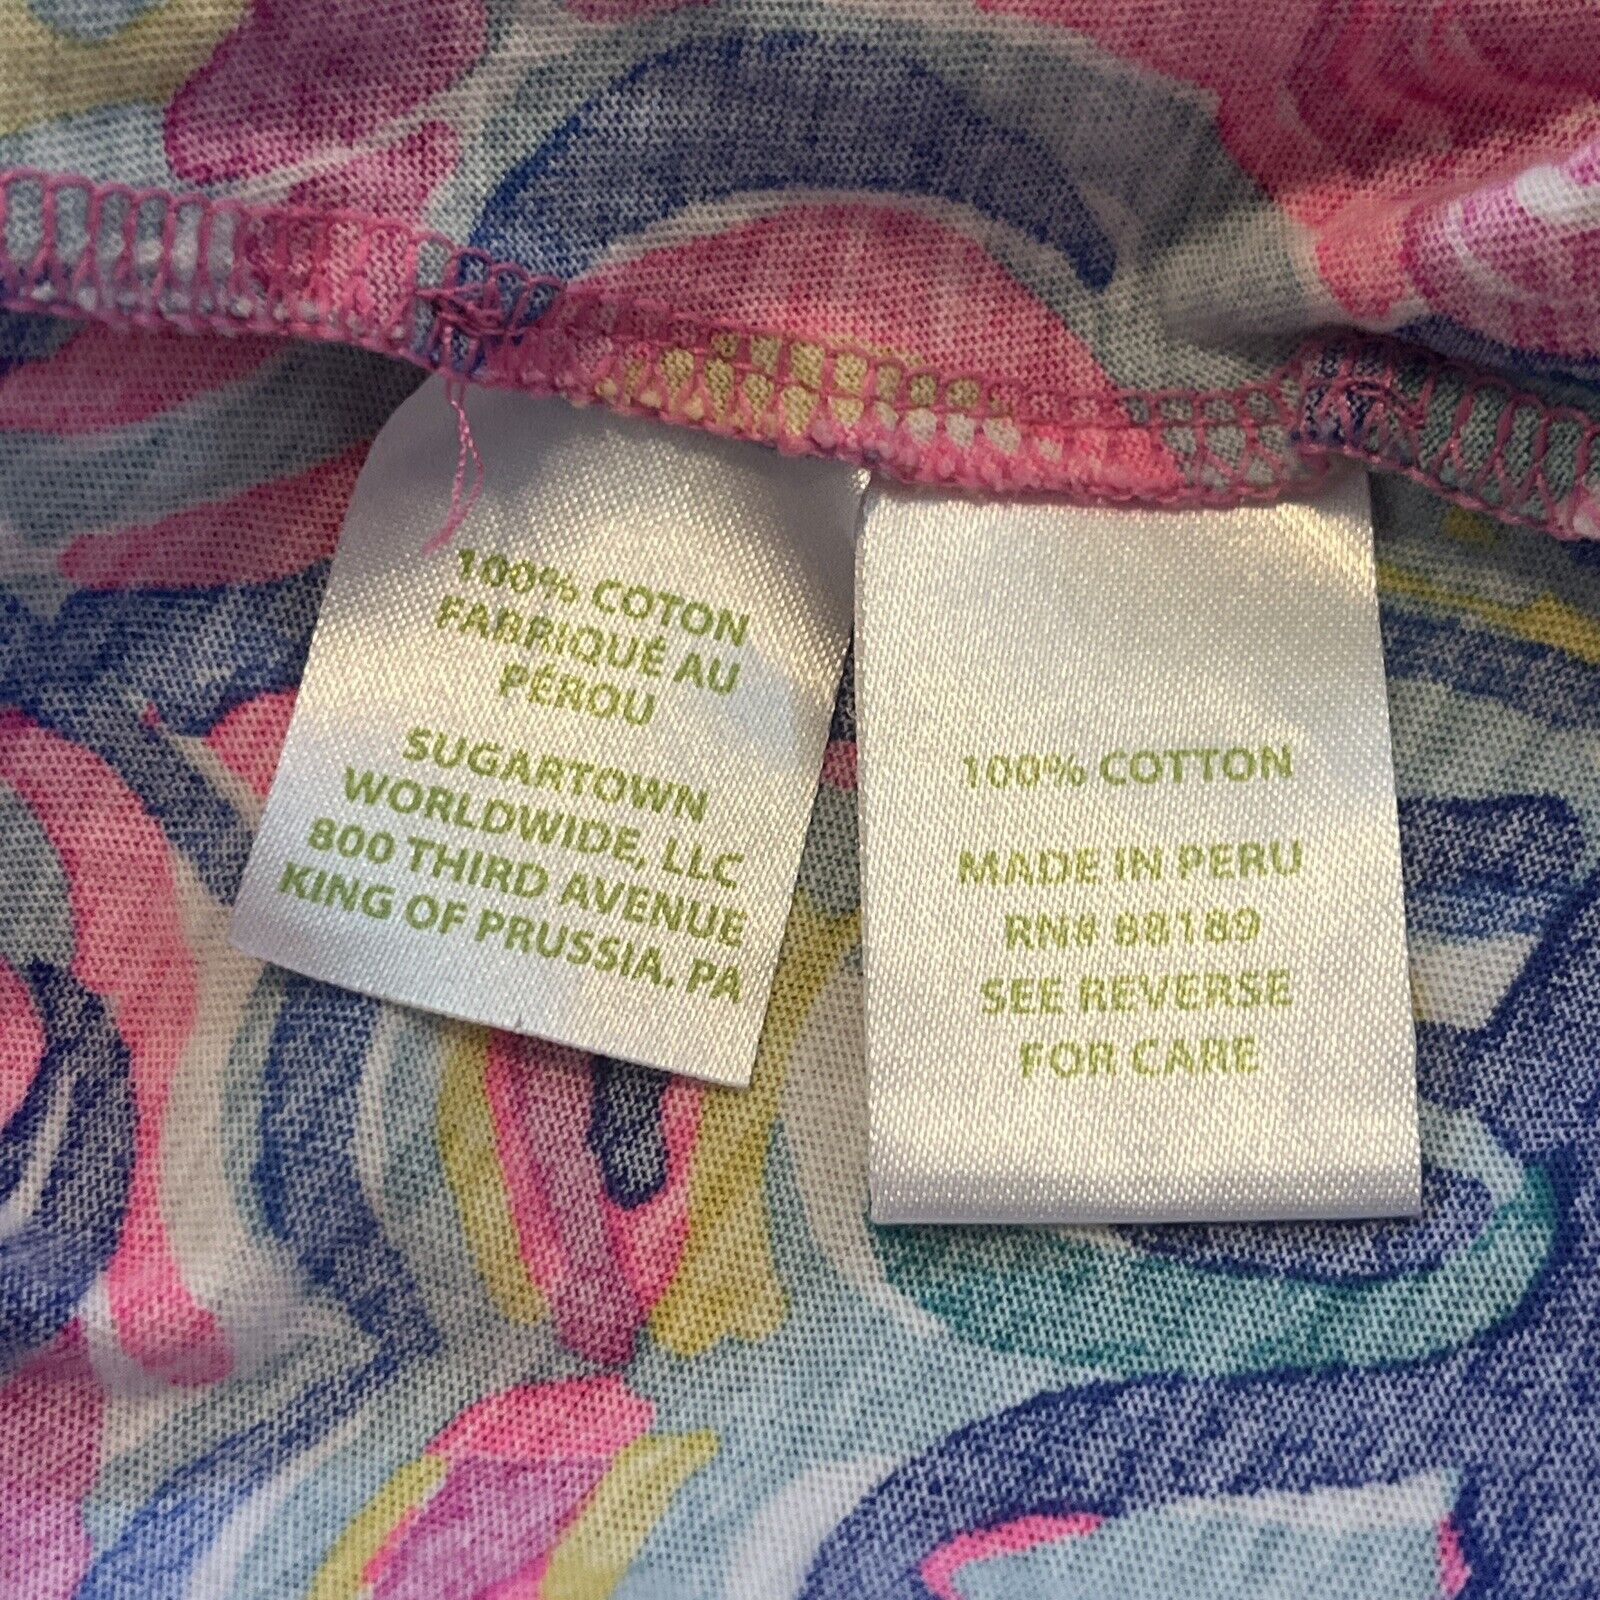 100% COTON
FABRIQUÉ AU
PÉROU
SUGARTOWN
WORLDWIDE, LLC
800 THIRD AVENUE
KING OF PRUSSIA, PA
100% COTTON
MADE IN PERU
RN# 88189
SEE REVERSE
FOR CARE